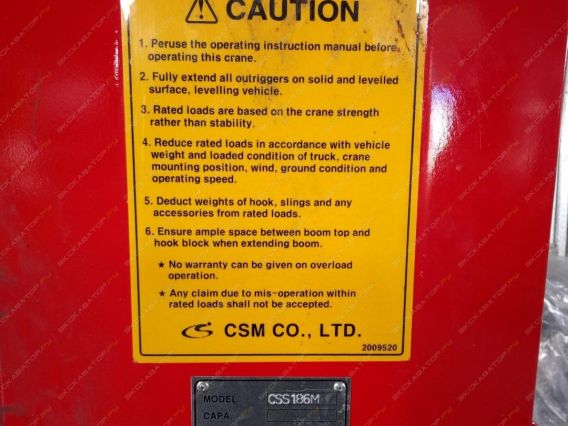 CAUTION
1. Peruse the operating instruction manual before
operating this crane.
2. Fully extend all outriggers on solid and levelled
surface, levelling vehicle.
3. Rated loads are based on the crane strength
rather than stability.
4. Reduce rated loads in accordance with vehicle
weight and loaded condition of truck, crane
mounting position, wind, ground condition and
operating speed.
5. Deduct weights of hook, slings and any
accessories from rated loads.
6. Ensure ample space between boom top and
hook block when extending boom.
★ No warranty can be given on overload
operation.
★ Any claim due to mis-operation within
rated loads shall not be accepted.
CS CSM CO., LTD.
2009520
MODEL CSS186M
CAPA.